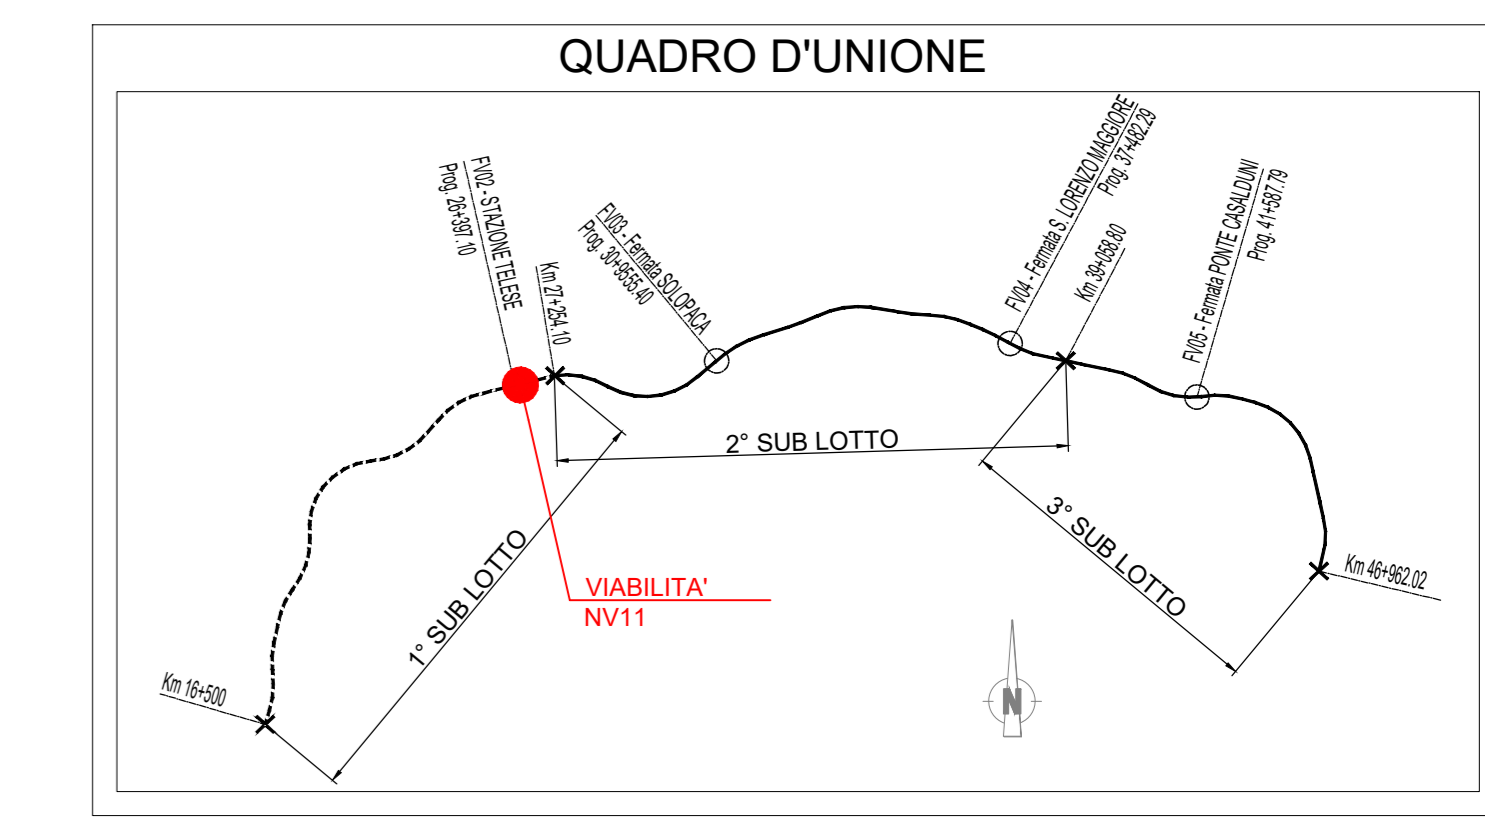 QUADRO D'UNIONE
FV02 - STAZIONE TELESE
Prog. 26+397.10
Km 27+254.10
FV03 - Fermata SOLOPACA
Prog. 30+9555.40
FV04 - Fermata S. LORENZO MAGGIORE
Prog. 37+482.29
Km 39+058.80
FV05 - Fermata PONTE CASALDUNI
Prog. 41+587.79
2° SUB LOTTO
1° SUB LOTTO
3° SUB LOTTO
VIABILITA'
NV11
Km 46+962.02
Km 16+500
N